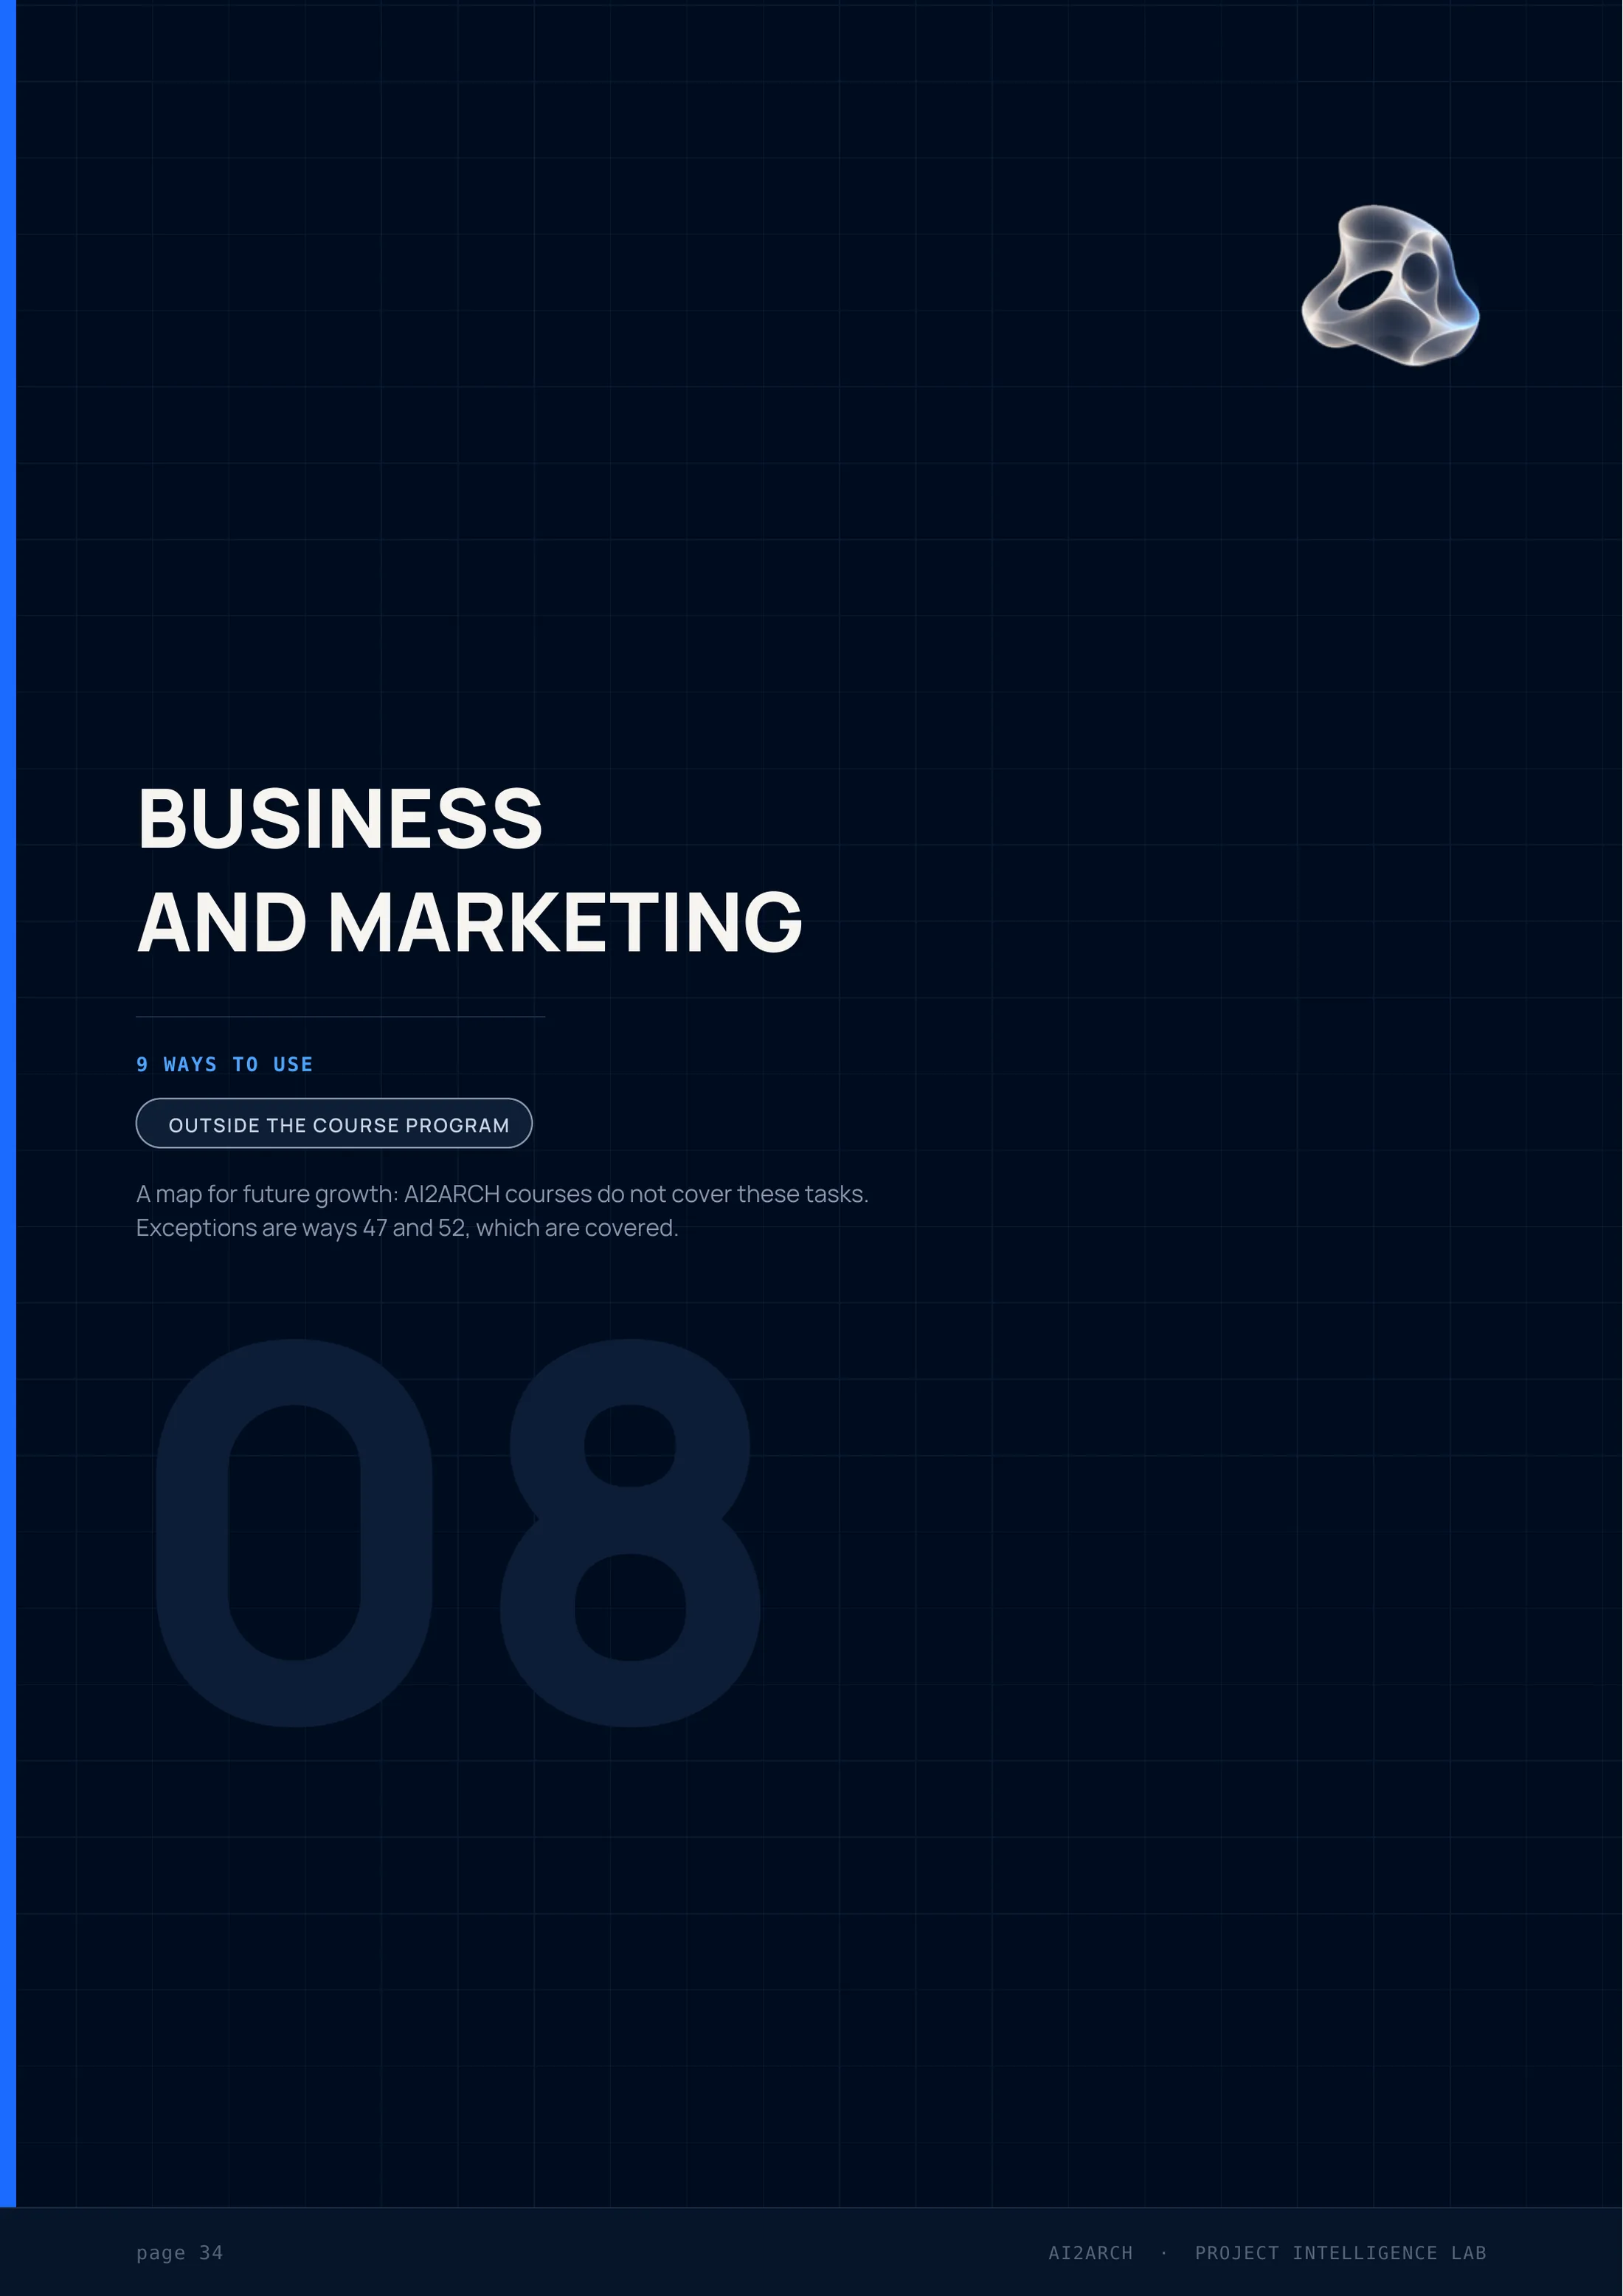 BUSINESS
AND MARKETING
9 WAYS TO USE
OUTSIDE THE COURSE PROGRAM
A map for future growth: AI2ARCH courses do not cover these tasks.
Exceptions are ways 47 and 52, which are covered.
08
page 34
AI2ARCH · PROJECT INTELLIGENCE LAB